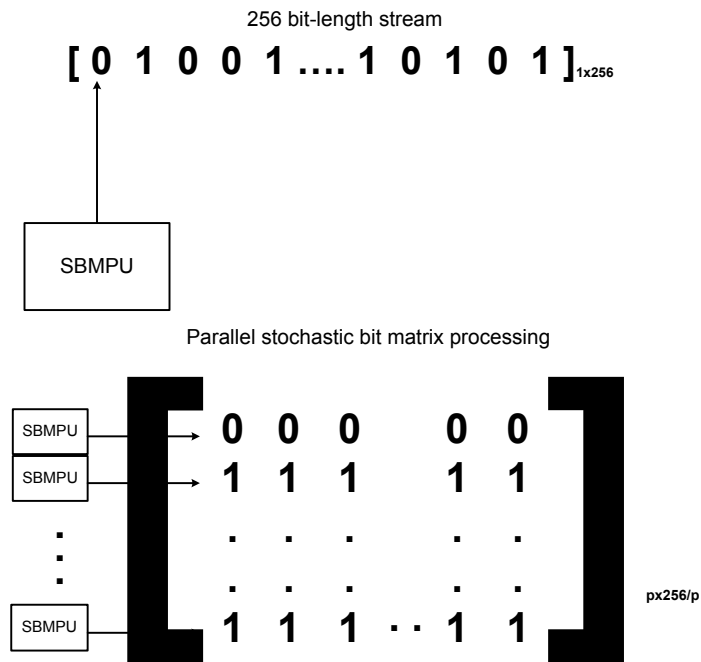 256 bit-length stream
[ 0 1 0 0 1 .... 1 0 1 0 1 ]1x256
SBMPU
Parallel stochastic bit matrix processing
SBMPU 0 0 0 0 0
SBMPU 1 1 1 1 1
. . . . . .
. . . . . .
px256/p
SBMPU 1 1 1 . . 1 1